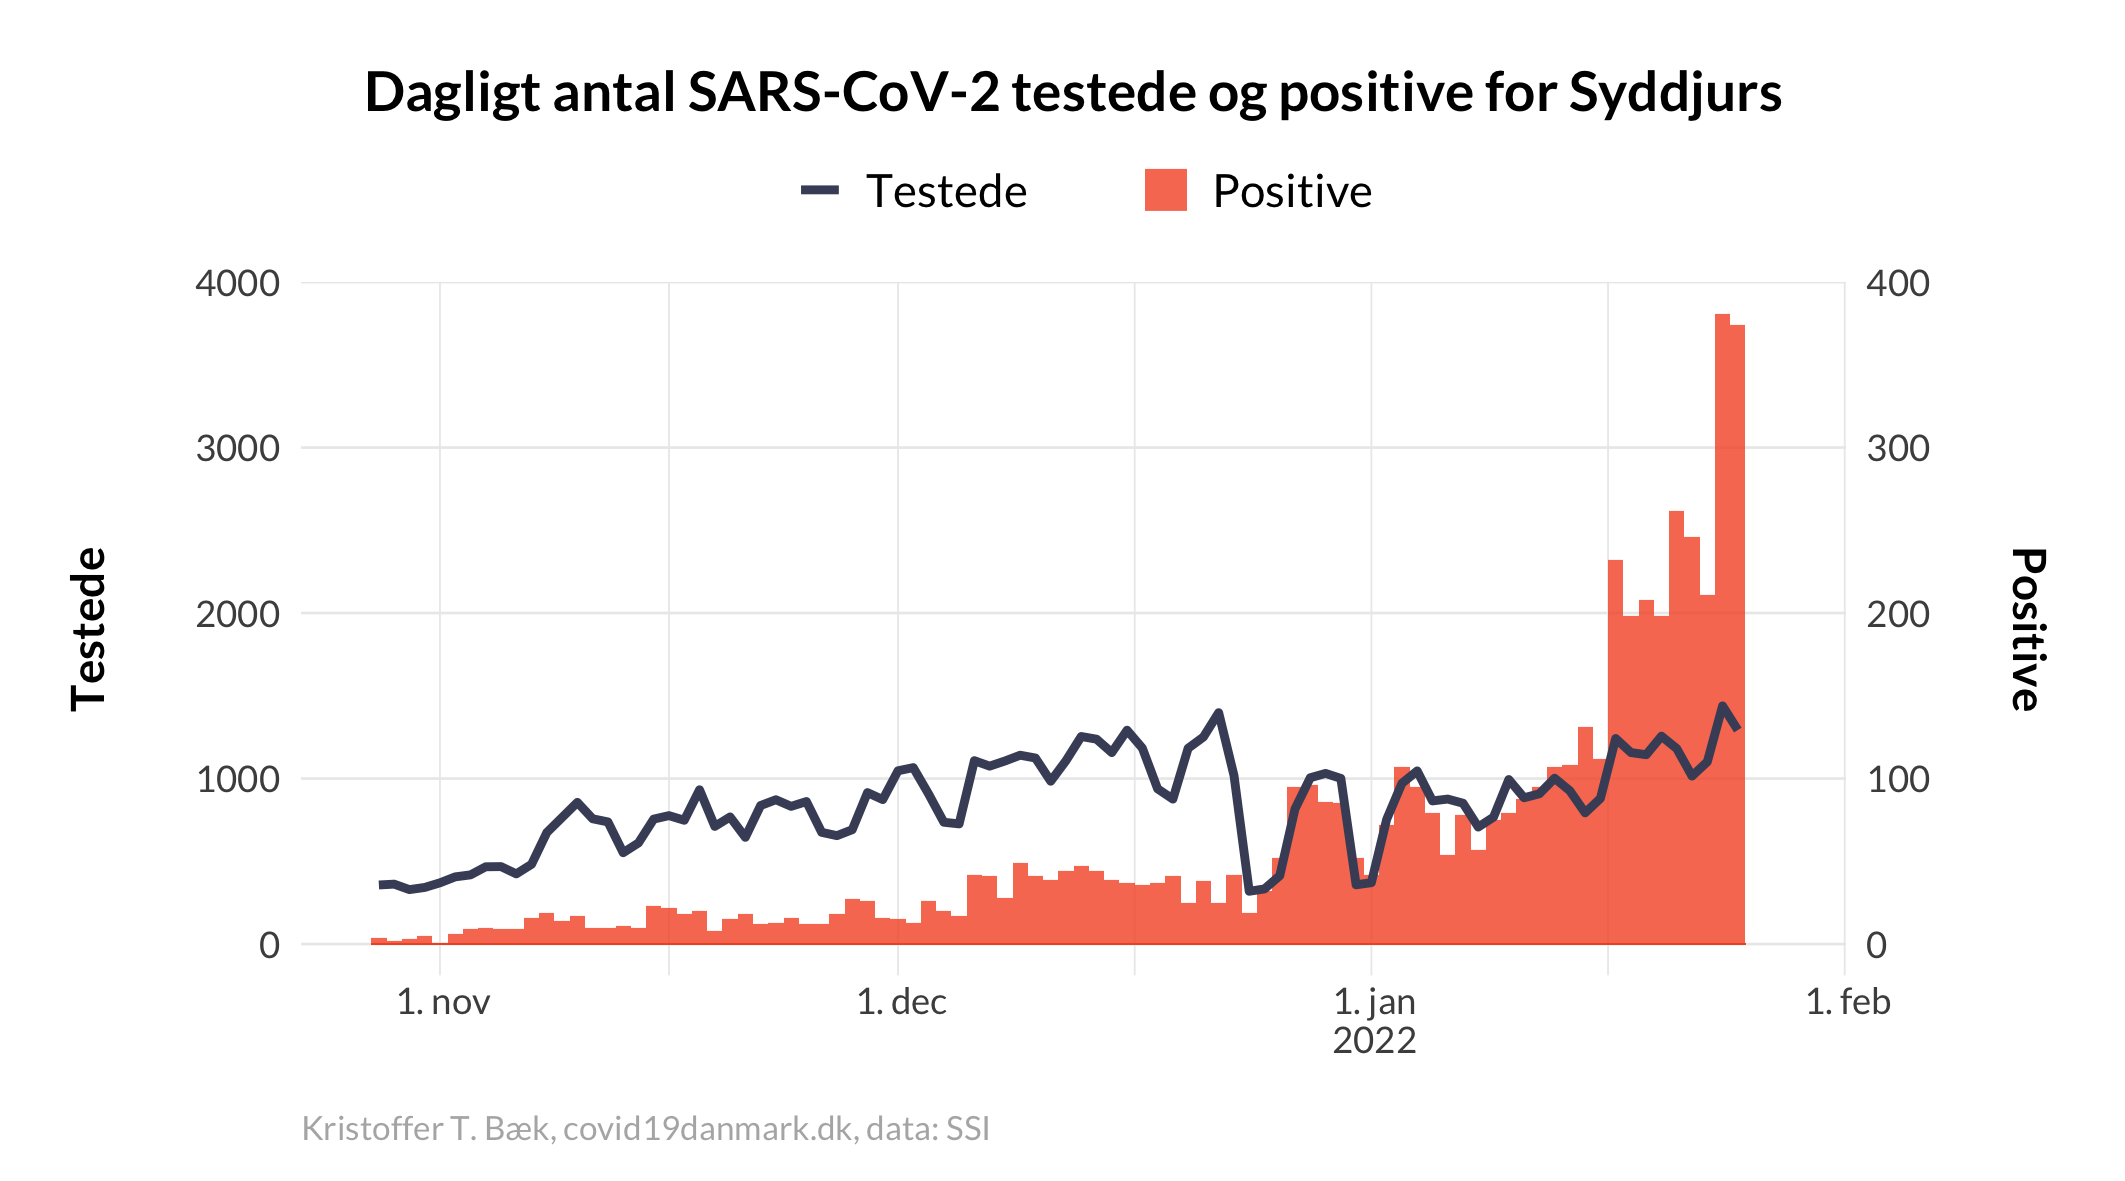 Dagligt antal SARS-CoV-2 testede og positive for Syddjurs
Testede
Positive
4000
3000
2000
1000
0
Testede
400
300
200
100
0
Positive
1. nov
1. dec
1. jan
2022
1. feb
Kristoffer T. Bæk, covid19danmark.dk, data: SSI